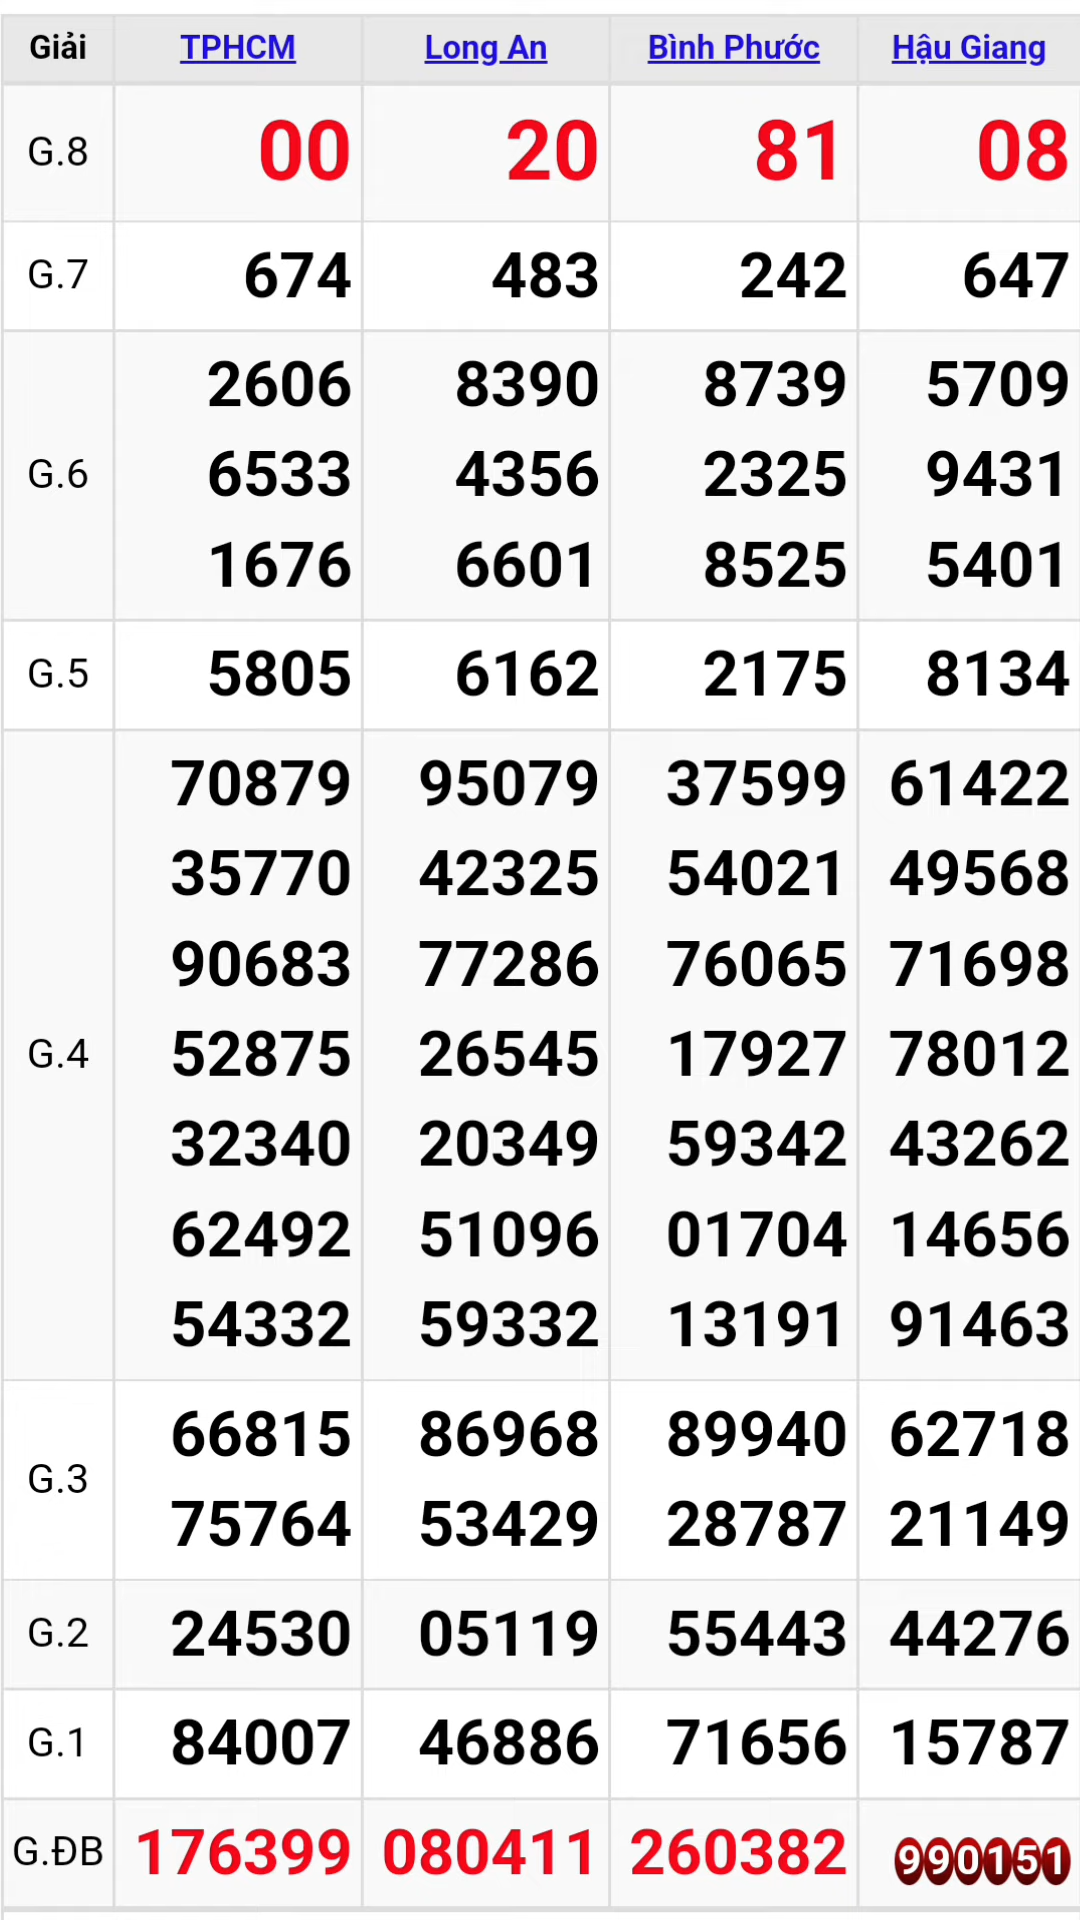 Giải TPHCM Long An Bình Phước Hậu Giang
G.8 00 20 81 08
G.7 674 483 242 647
2606 8390 8739 5709
G.6 6533 4356 2325 9431
1676 6601 8525 5401
G.5 5805 6162 2175 8134
70879 95079 37599 61422
35770 42325 54021 49568
90683 77286 76065 71698
G.4 52875 26545 17927 78012
32340 20349 59342 43262
62492 51096 01704 14656
54332 59332 13191 91463
G.3 66815 86968 89940 62718
75764 53429 28787 21149
G.2 24530 05119 55443 44276
G.1 84007 46886 71656 15787
G.ĐB 176399 080411 260382 990151